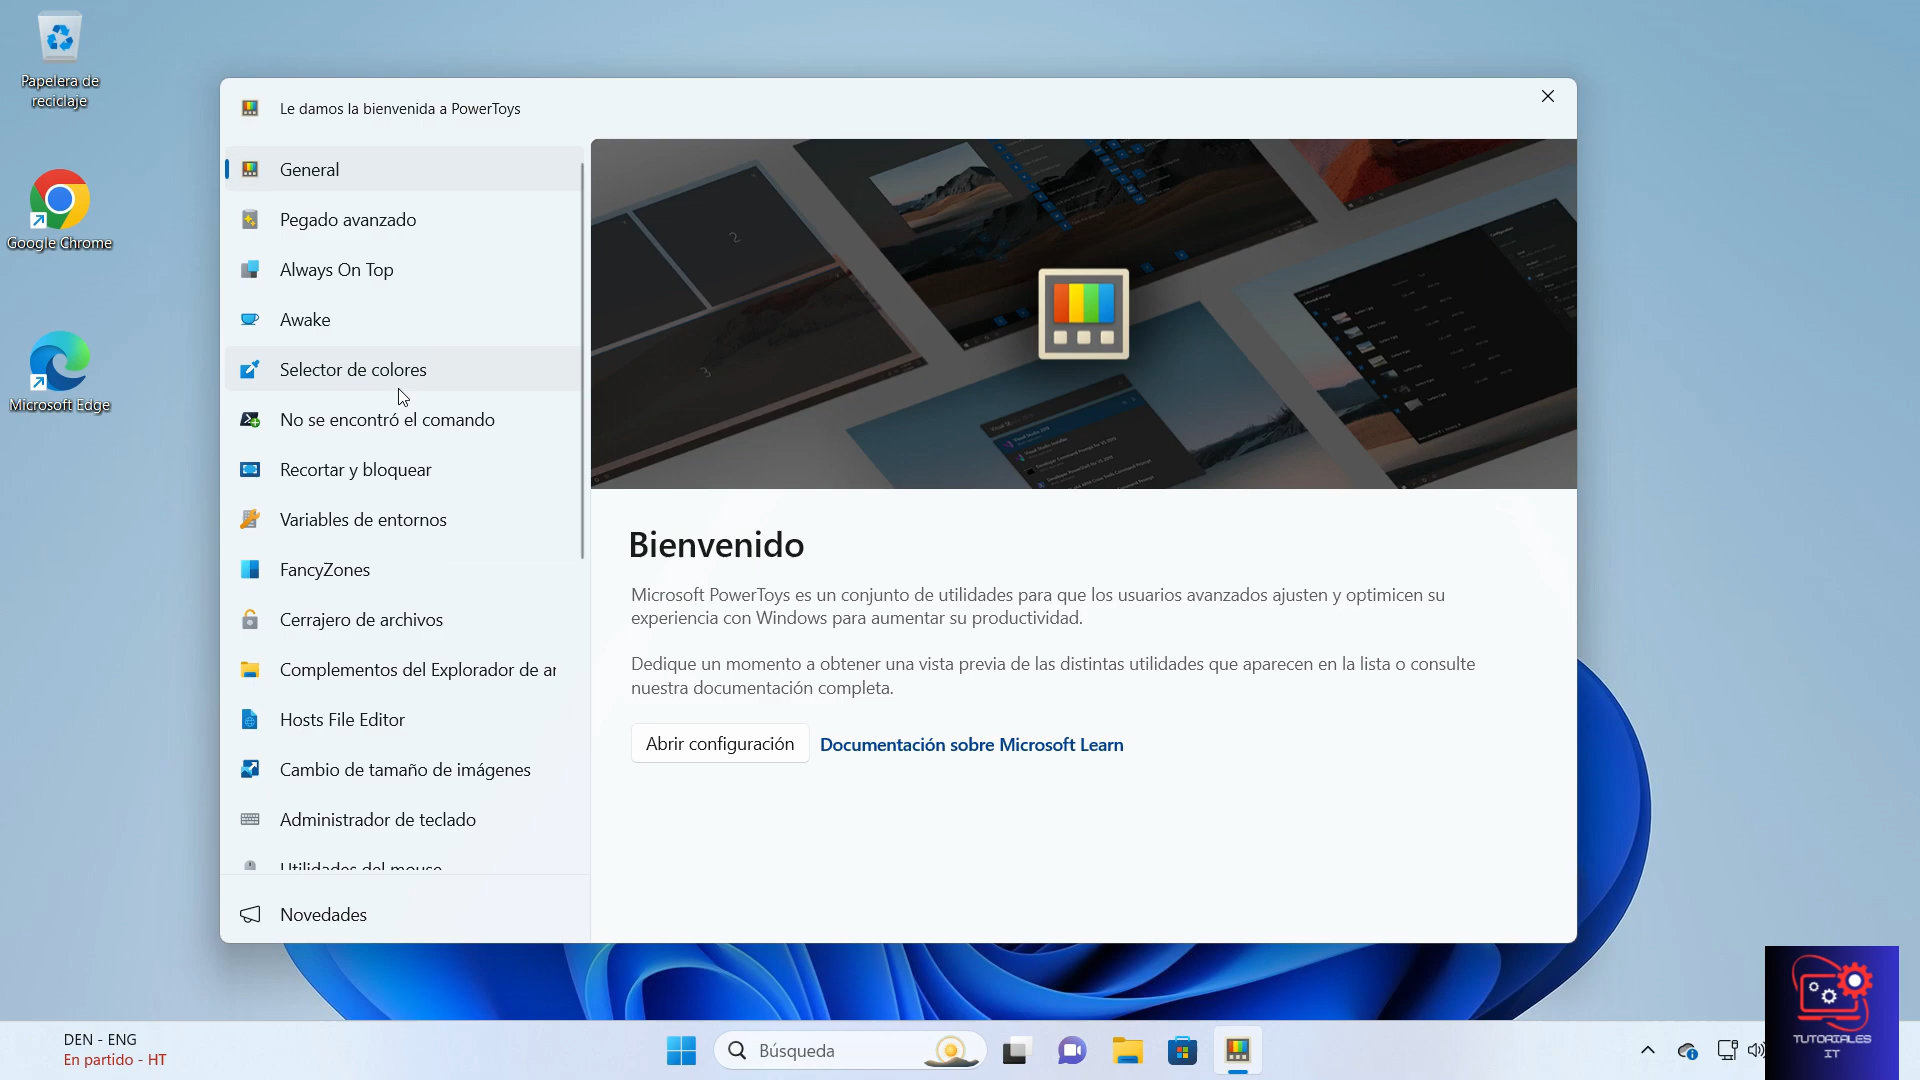 Papelera de
reciclaje
Google Chrome
Microsoft Edge
Le damos la bienvenida a PowerToys
General
Pegado avanzado
Always On Top
Awake
Selector de colores
No se encontró el comando
Recortar y bloquear
Variables de entornos
FancyZones
Cerrajero de archivos
Complementos del Explorador de ar
Hosts File Editor
Cambio de tamaño de imágenes
Administrador de teclado
Utilidades del mouse
Novedades
2
3
Bienvenido
Microsoft PowerToys es un conjunto de utilidades para que los usuarios avanzados ajusten y optimicen su
experiencia con Windows para aumentar su productividad.
Dedique un momento a obtener una vista previa de las distintas utilidades que aparecen en la lista o consulte
nuestra documentación completa.
Abrir configuración
Documentación sobre Microsoft Learn
DEN - ENG
En partido - HT
Búsqueda
TUTORIALES
IT